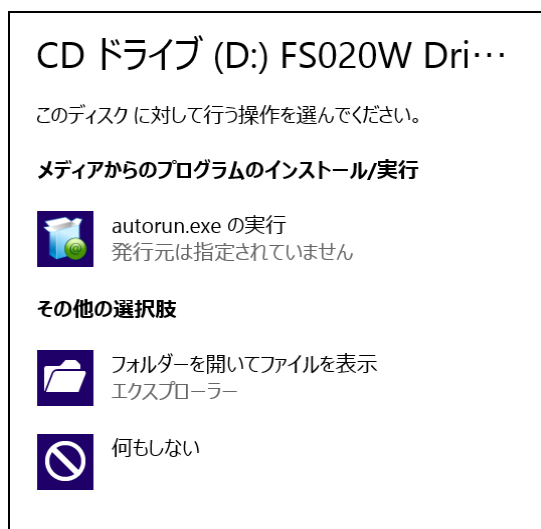 CD ドライブ (D:) FS020W Dri…
このディスク に対して行う操作を選んでください。
メディアからのプログラムのインストール/実行
autorun.exe の実行
発行元は指定されていません
その他の選択肢
フォルダーを開いてファイルを表示
エクスプローラー
何もしない